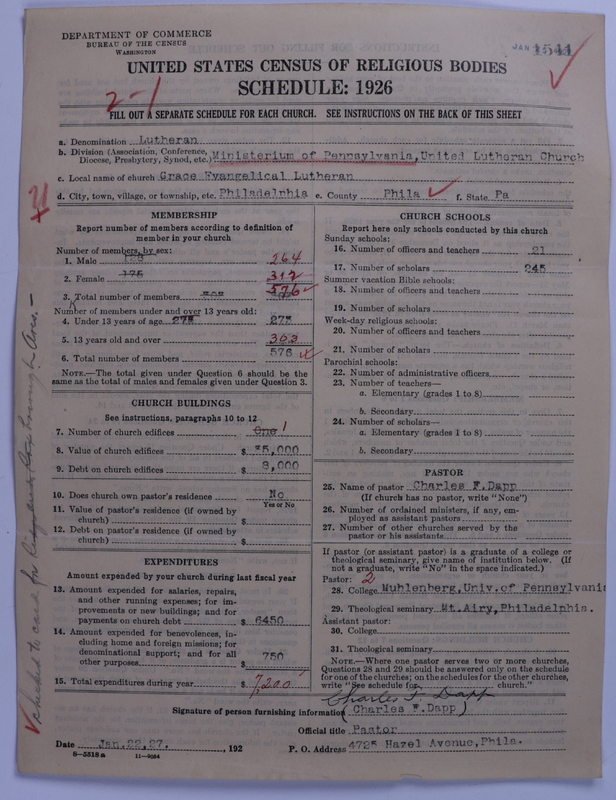 DEPARTMENT OF COMMERCE
BUREAU OF THE CENSUS
WASHINGTON
JAN
UNITED STATES CENSUS OF RELIGIOUS BODIES
SCHEDULE: 1926
2-1
FILL OUT A SEPARATE SCHEDULE FOR EACH CHURCH. SEE INSTRUCTIONS ON THE BACK OF THIS SHEET
a. Denomination Lutheran
b. Division (Association, Conference, Diocese, Presbytery, Synod, etc.) Ministerium of Pennsylvania, United Lutheran Church
c. Local name of church Grace Evangelical Lutheran
d. City, town, village, or township, etc. Philadelphia e. County Phila f. State Pa
MEMBERSHIP
Report number of members according to definition of
member in your church
Number of members, by sex:
1. Male 264
2. Female 175 312
3. Total number of members 576
Number of members under and over 13 years old:
4. Under 13 years of age 275 275
5. 13 years old and over 303
6. Total number of members 576
NOTE.—The total given under Question 6 should be
same as the total of males and females given under Question 3.
CHURCH BUILDINGS
See instructions, paragraphs 10 to 12
7. Number of church edifices One 1
8. Value of church edifices $ 35,000
9. Debt on church edifices $ 8,000
10. Does church own pastor's residence No
Yes or No
11. Value of pastor's residence (if owned by
church) $
12. Debt on pastor's residence (if owned by
church) $
EXPENDITURES
Amount expended by your church during last fiscal year
13. Amount expended for salaries, repairs,
and other running expenses; for im-
provements or new buildings; and for
payments on church debt $ 6450
14. Amount expended for benevolences, in-
cluding home and foreign missions; for
denominational support; and for all
other purposes $ 750
15. Total expenditures during year $ 7,200
CHURCH SCHOOLS
Report here only schools conducted by this church
Sunday schools:
16. Number of officers and teachers 21
17. Number of scholars 245
Summer vacation Bible schools:
18. Number of officers and teachers
19. Number of scholars
Week-day religious schools:
20. Number of officers and teachers
21. Number of scholars
Parochial schools:
22. Number of administrative officers
23. Number of teachers—
a. Elementary (grades 1 to 8)
b. Secondary
24. Number of scholars—
a. Elementary (grades 1 to 8)
b. Secondary
PASTOR
25. Name of pastor Charles F. Dapp
(If church has no pastor, write "None")
26. Number of ordained ministers, if any, em-
ployed as assistant pastors
27. Number of other churches served by the
pastor or his assistants
If pastor (or assistant pastor) is a graduate of a college or
theological seminary, give name of institution below. (If
not a graduate, write "No" in the space indicated.)
Pastor: 2
28. College Muhlenberg, Univ. of Pennsylvania
29. Theological seminary Mt. Airy, Philadelphia.
Assistant pastor:
30. College
31. Theological seminary
NOTE.—Where one pastor serves two or more churches,
Questions 28 and 29 should be answered only on the schedule
for one of the churches; on the schedules for the other churches,
write "See schedule for church."
Charles F. Dapp
Signature of person furnishing information (Charles F. Dapp)
Official title Pastor
Date Jan. 22, 27. , 192
P. O. Address 4725 Hazel Avenue, Phila.
8-5518a 11-9034